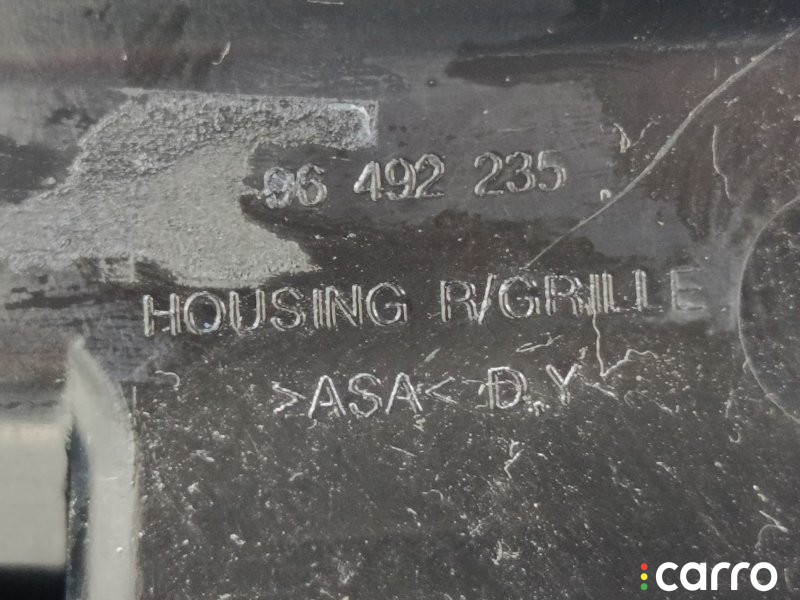 96 492 235
HOUSING R/GRILLE
>ASA< D.Y
carro